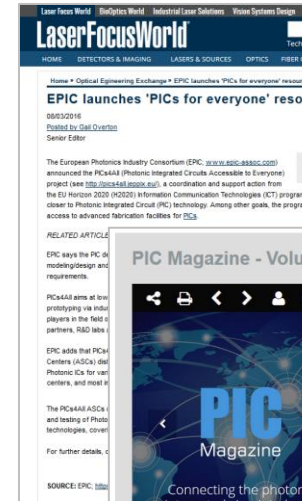 Laser Focus World BioOptics World Industrial Laser Solutions Vision Systems Design
LaserFocusWorld
Tech
HOME DETECTORS & IMAGING LASERS & SOURCES OPTICS FIBER
Home > Optical Egineering Exchange > EPIC launches 'PICs for everyone' resour
EPIC launches 'PICs for everyone' reso
08/03/2016
Posted by Gail Overton
Senior Editor
The European Photonics Industry Consortium (EPIC; www.epic-assoc.com)
announced the PICs4All (Photonic Integrated Circuits Accessible to Everyone)
project (see http://pics4all.jeppix.eu/), a coordination and support action from
the EU Horizon 2020 (H2020) Information Communication Technologies (ICT) program
closer to Photonic Integrated Circuit (PIC) technology. Among other goals, the progra
access to advanced fabrication facilities for PICs.
RELATED ARTICLE
EPIC says the PIC de
modeling/design and
requirements.
PICs4All aims at low
prototyping via indu
players in the field o
partners, R&D labs
EPIC adds that PICs4
Centers (ASCs) dist
Photonic ICs for vari
centers, and most in
The PICs4All ASCs
and testing of Photo
technologies, coveri
For further details, c
SOURCE: EPIC; http
PIC Magazine - Volu
PIC
Magazine
Connecting the photon